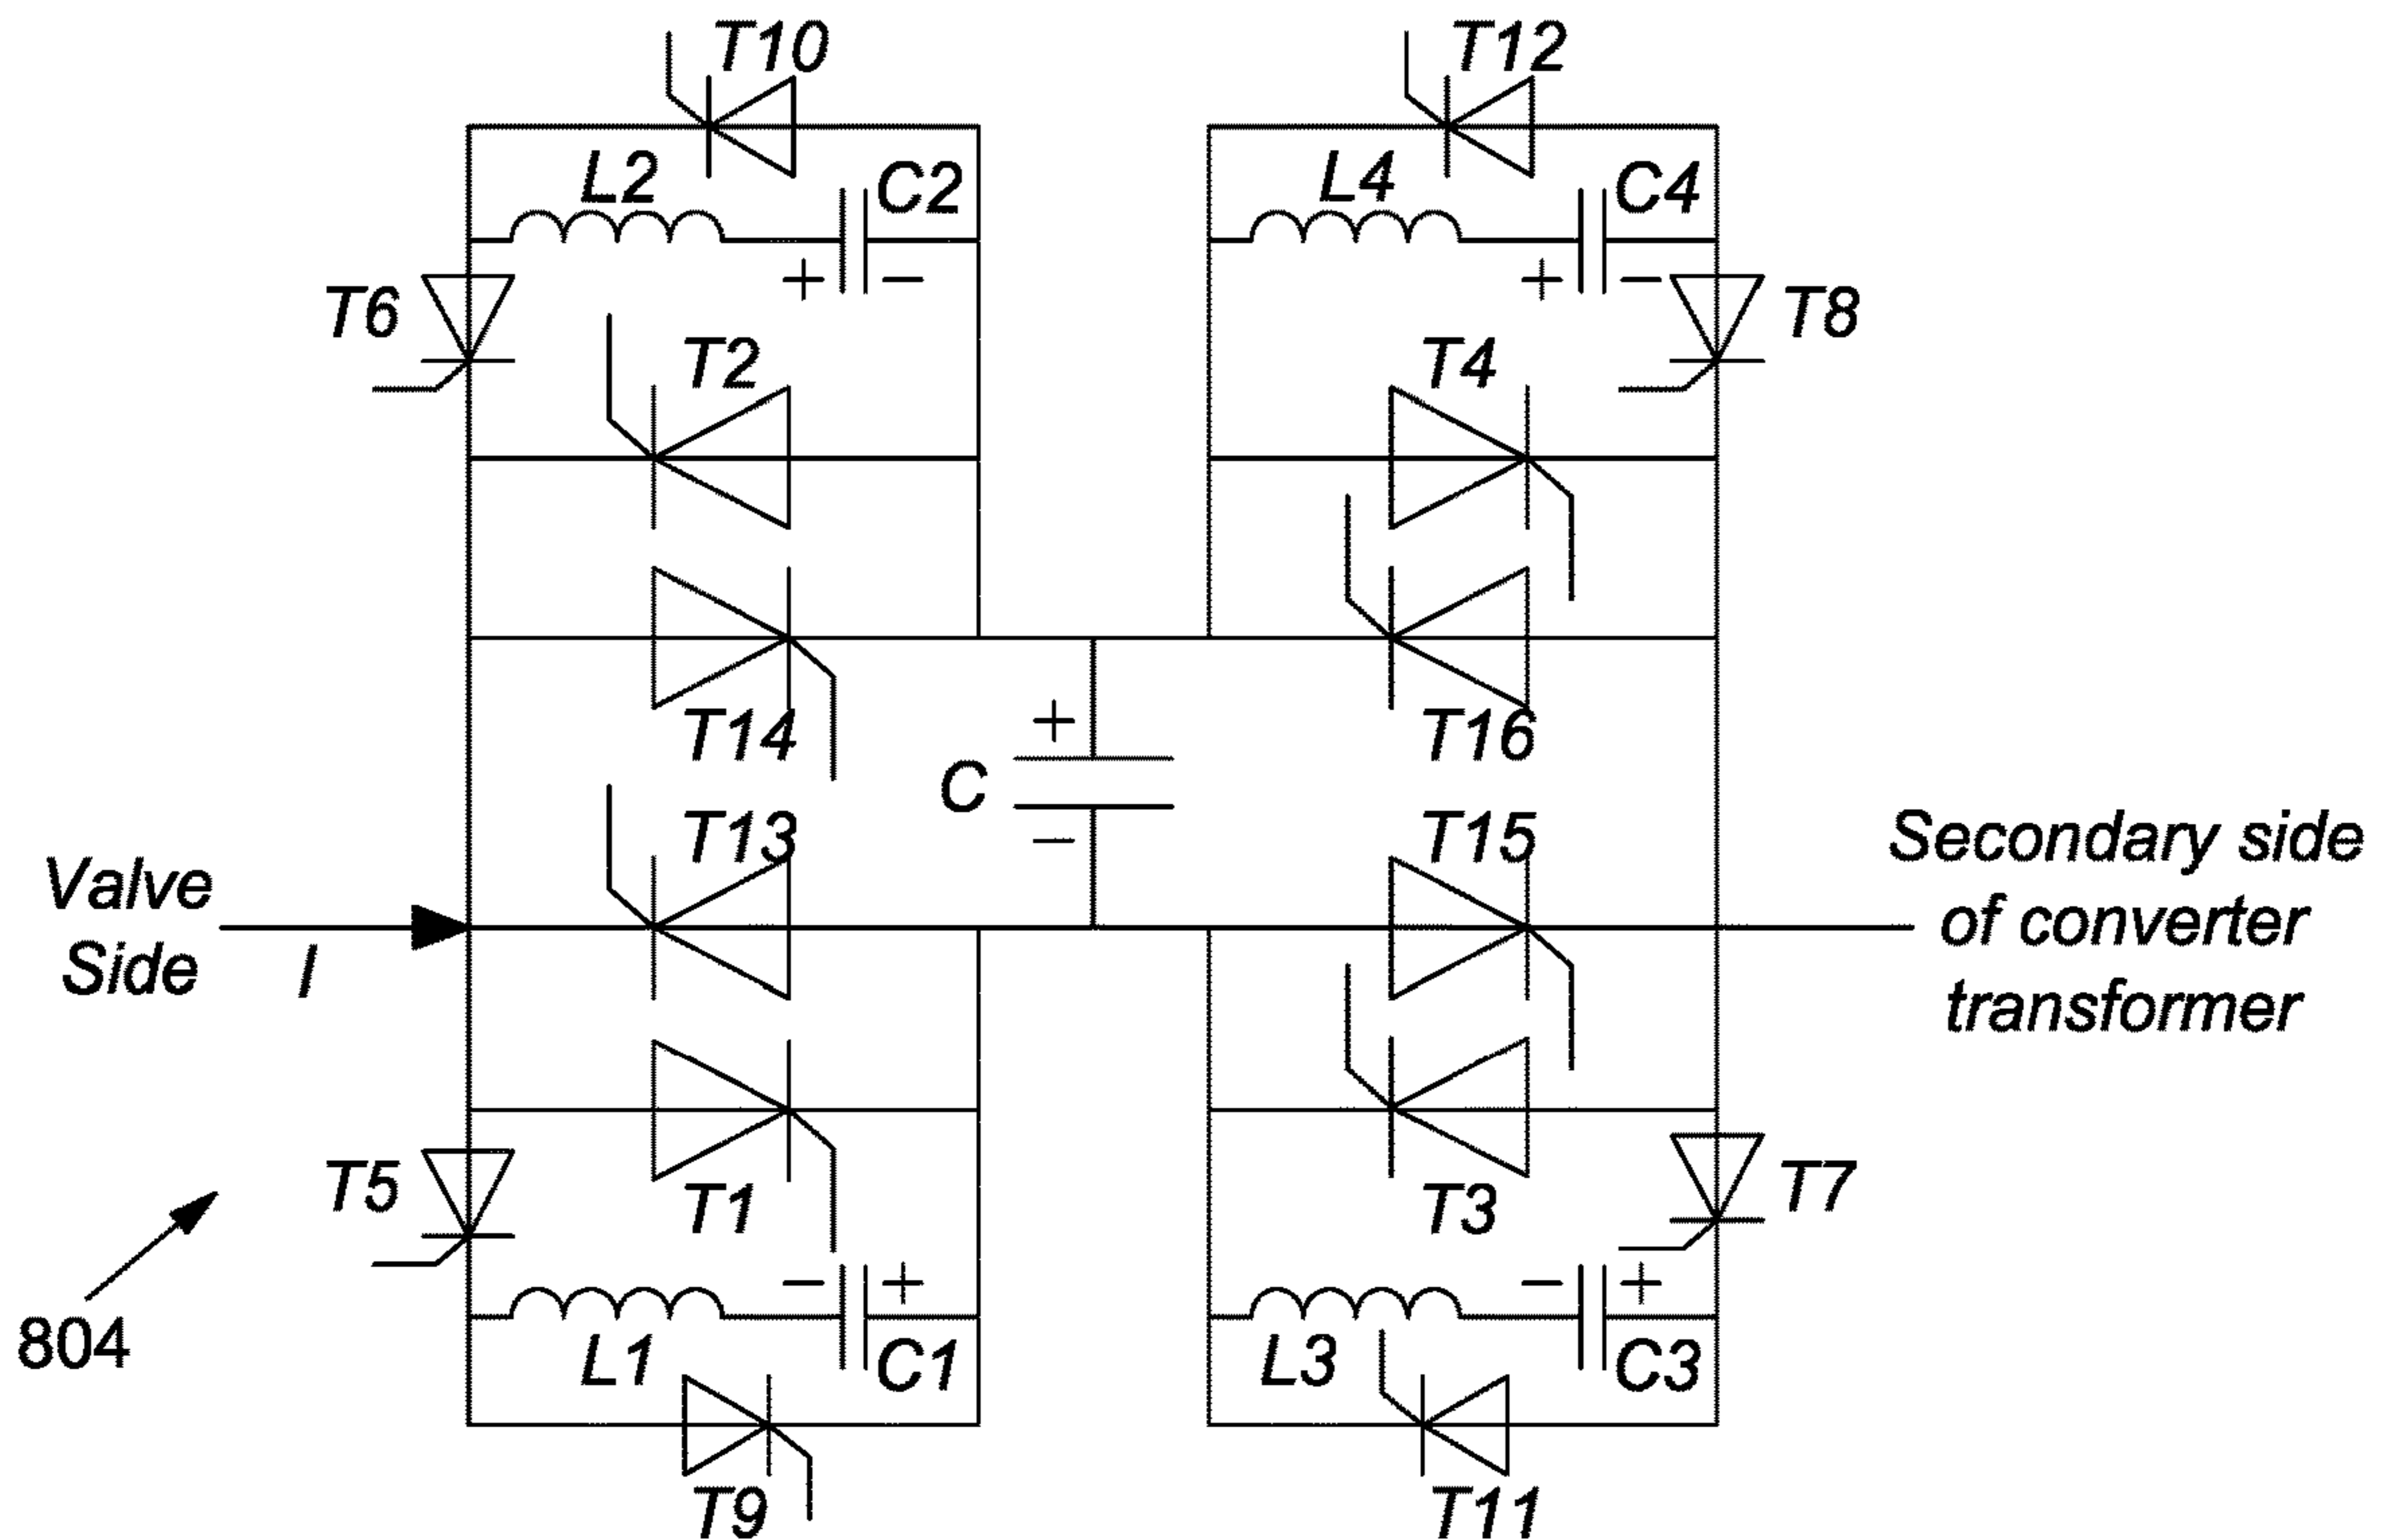 T10
T12
L2
C2
L4
C4
+ −
+ −
T6
T8
T2
T4
T14
T16
+
C
−
T13
T15
Valve
Side
I
Secondary side
of converter
transformer
T5
T1
T3
T7
− +
− +
L1
C1
L3
C3
804
T9
T11